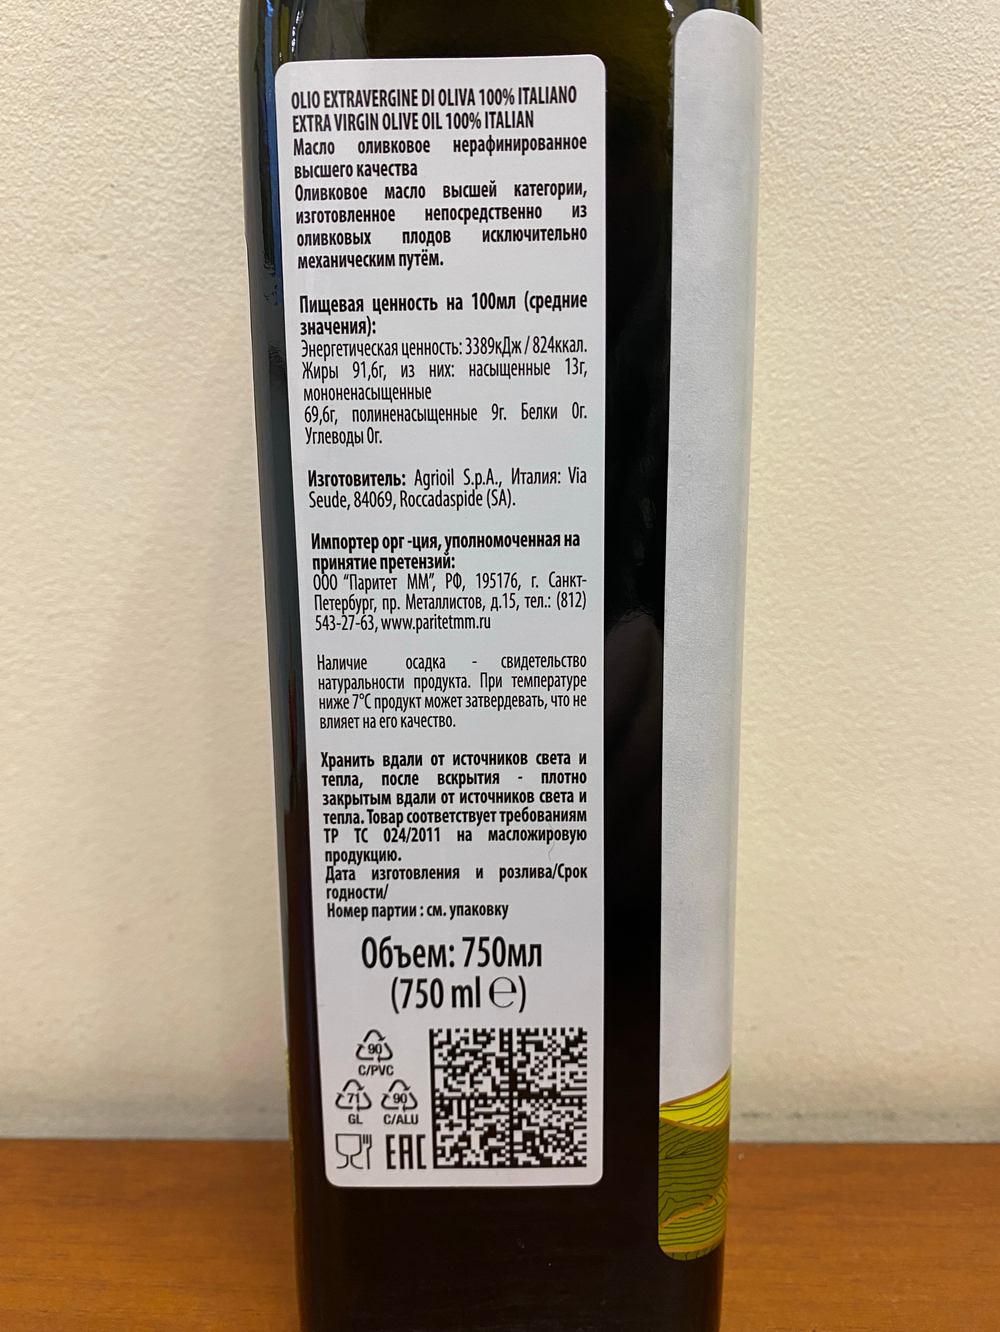 OLIO EXTRAVERGINE DI OLIVA 100% ITALIANO
EXTRA VIRGIN OLIVE OIL 100% ITALIAN
Масло оливковое нерафинированное
высшего качества
Оливковое масло высшей категории,
изготовленное непосредственно из
оливковых плодов исключительно
механическим путём.
Пищевая ценность на 100мл (средние
значения):
Энергетическая ценность: 3389кДж / 824ккал.
Жиры 91,6г, из них: насыщенные 13г,
мононенасыщенные
69,6г, полиненасыщенные 9г. Белки 0г.
Углеводы 0г.
Изготовитель: Agrioil S.p.A., Италия: Via
Seude, 84069, Roccadaspide (SA).
Импортер орг -ция, уполномоченная на
принятие претензий:
ООО "Паритет ММ", РФ, 195176, г. Санкт-
Петербург, пр. Металлистов, д.15, тел.: (812)
543-27-63, www.paritetmm.ru
Наличие осадка - свидетельство
натуральности продукта. При температуре
ниже 7°С продукт может затвердевать, что не
влияет на его качество.
Хранить вдали от источников света и
тепла, после вскрытия - плотно
закрытым вдали от источников света и
тепла. Товар соответствует требованиям
ТР ТС 024/2011 на масложировую
продукцию.
Дата изготовления и розлива/Срок
годности/
Номер партии : см. упаковку
Объем: 750мл
(750 ml ℮)
90
C/PVC
71
GL
90
C/ALU
EAC